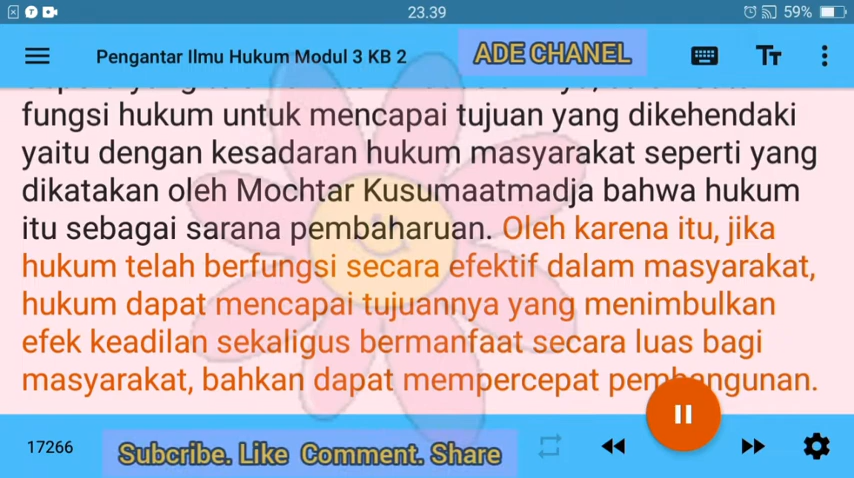 23.39
59%
Pengantar Ilmu Hukum Modul 3 KB 2
ADE CHANEL
fungsi hukum untuk mencapai tujuan yang dikehendaki
yaitu dengan kesadaran hukum masyarakat seperti yang
dikatakan oleh Mochtar Kusumaatmadja bahwa hukum
itu sebagai sarana pembaharuan. Oleh karena itu, jika
hukum telah berfungsi secara efektif dalam masyarakat,
hukum dapat mencapai tujuannya yang menimbulkan
efek keadilan sekaligus bermanfaat secara luas bagi
masyarakat, bahkan dapat mempercepat pembangunan.
17266
Subcribe. Like Comment. Share